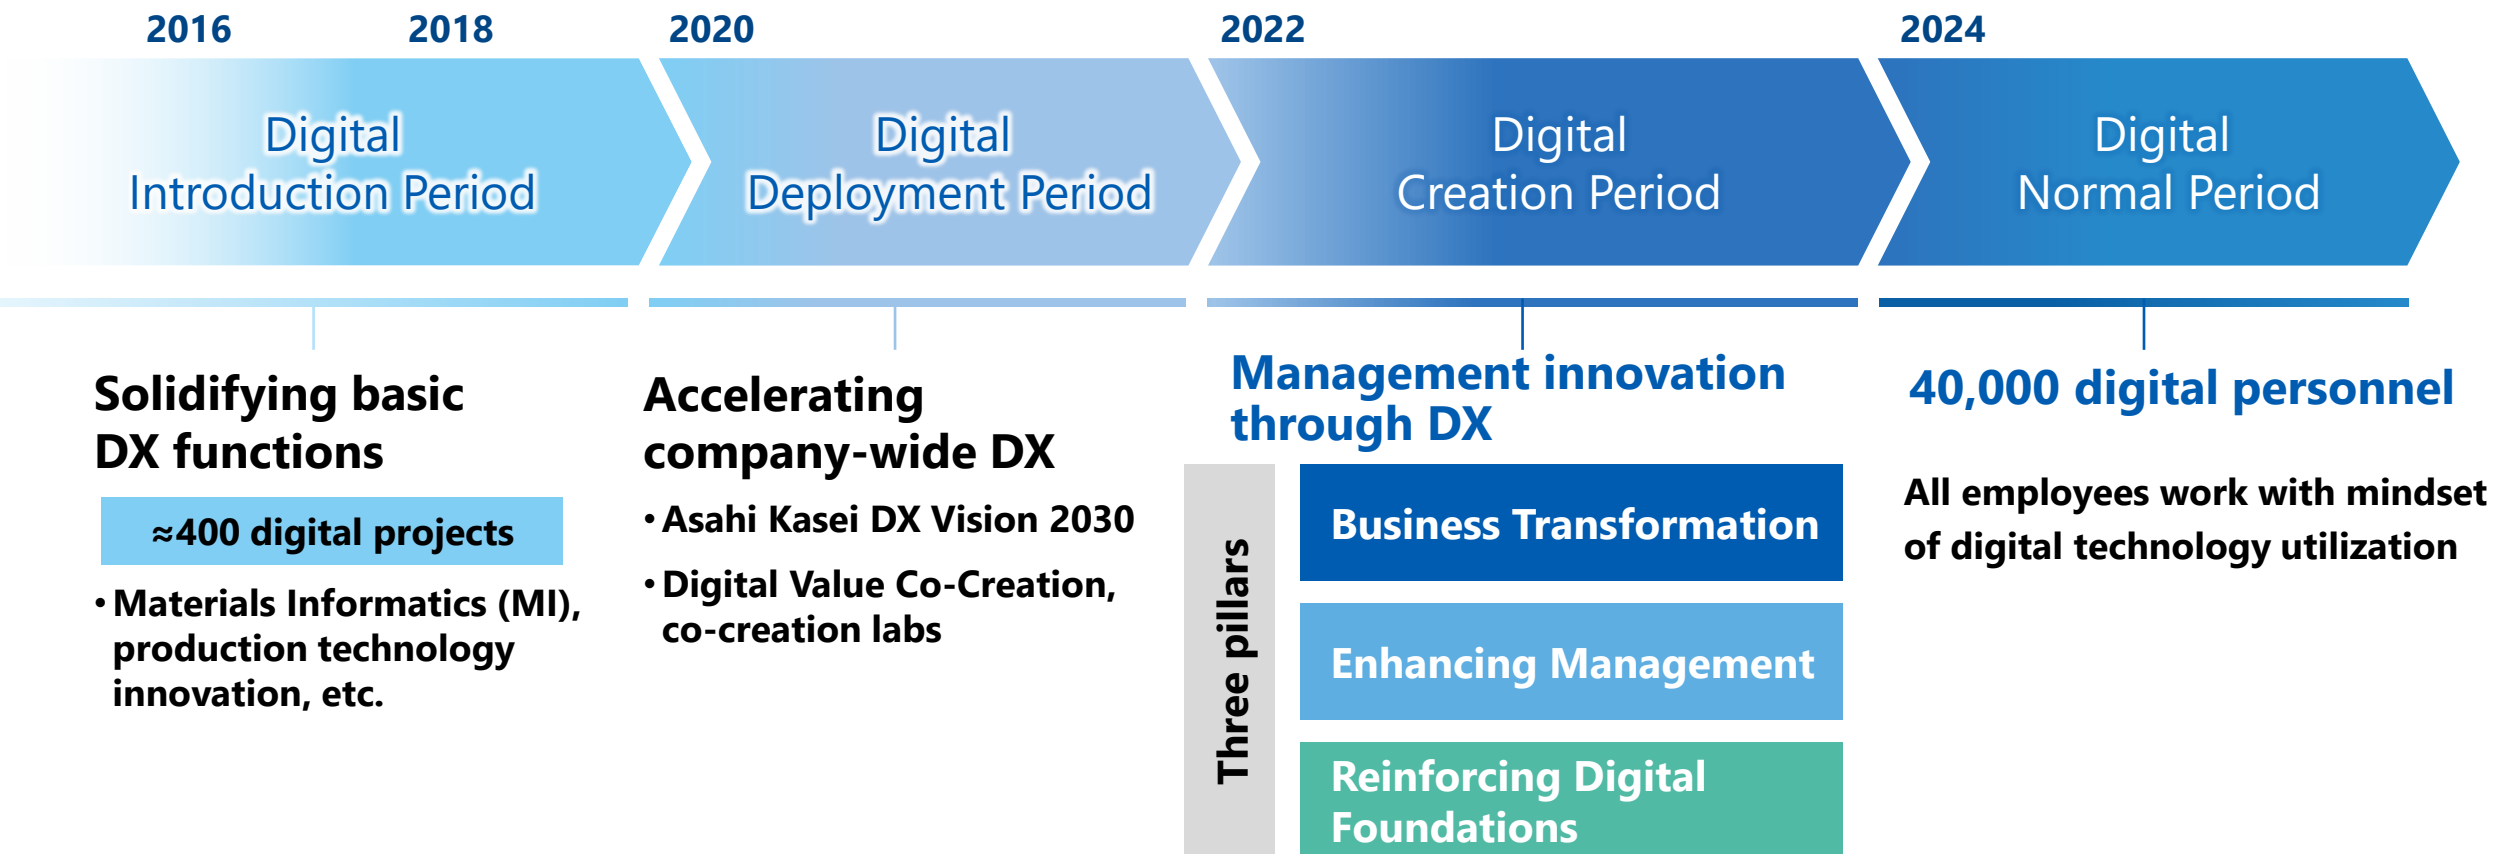 2016
2018
2020
2022
2024
Digital
Introduction Period
Digital
Deployment Period
Digital
Creation Period
Digital
Normal Period
Solidifying basic
DX functions
≈400 digital projects
• Materials Informatics (MI),
production technology
innovation, etc.
Accelerating
company-wide DX
• Asahi Kasei DX Vision 2030
• Digital Value Co-Creation,
co-creation labs
Management innovation
through DX
Three pillars
Business Transformation
Enhancing Management
Reinforcing Digital
Foundations
40,000 digital personnel
All employees work with mindset
of digital technology utilization